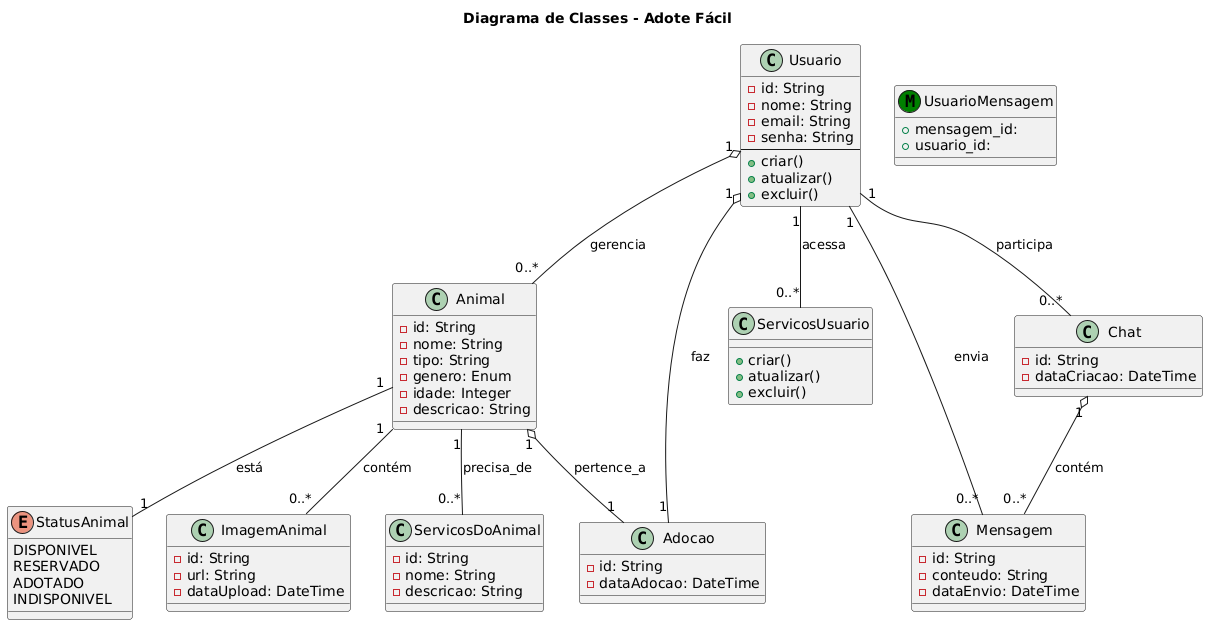 Diagrama de Classes - Adote Fácil
C Usuario
id: String
nome: String
email: String
senha: String
criar()
atualizar()
excluir()
M UsuarioMensagem
mensagem_id:
usuario_id:
1
1
1
1
1
gerencia
acessa
participa
0..*
0..*
0..*
C Animal
id: String
nome: String
tipo: String
genero: Enum
idade: Integer
descricao: String
faz
C ServicosUsuario
criar()
atualizar()
excluir()
envia
C Chat
id: String
dataCriacao: DateTime
1
1
1
1
1
está
contém
precisa_de
pertence_a
contém
1
0..*
0..*
1
1
0..*
0..*
E StatusAnimal
DISPONIVEL
RESERVADO
ADOTADO
INDISPONIVEL
C ImagemAnimal
id: String
url: String
dataUpload: DateTime
C ServicosDoAnimal
id: String
nome: String
descricao: String
C Adocao
id: String
dataAdocao: DateTime
C Mensagem
id: String
conteudo: String
dataEnvio: DateTime